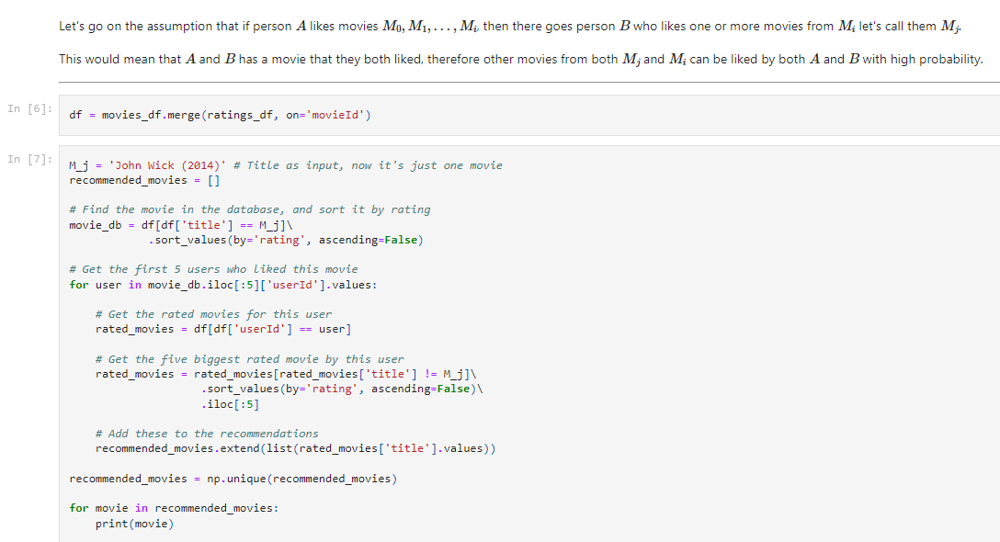 Let's go on the assumption that if person A likes movies M₀, M₁, . . . , Mᵢ, then there goes person B who likes one or more movies from Mᵢ let's call them Mⱼ.
This would mean that A and B has a movie that they both liked, therefore other movies from both Mⱼ and Mᵢ can be liked by both A and B with high probability.
In [6]: df = movies_df.merge(ratings_df, on='movieId')
In [7]: M_j = 'John Wick (2014)' # Title as input, now it's just one movie
recommended_movies = []
# Find the movie in the database, and sort it by rating
movie_db = df[df['title'] == M_j]\
.sort_values(by='rating', ascending=False)
# Get the first 5 users who liked this movie
for user in movie_db.iloc[:5]['userId'].values:
# Get the rated movies for this user
rated_movies = df[df['userId'] == user]
# Get the five biggest rated movie by this user
rated_movies = rated_movies[rated_movies['title'] != M_j]\
.sort_values(by='rating', ascending=False)\
.iloc[:5]
# Add these to the recommendations
recommended_movies.extend(list(rated_movies['title'].values))
recommended_movies = np.unique(recommended_movies)
for movie in recommended_movies:
print(movie)